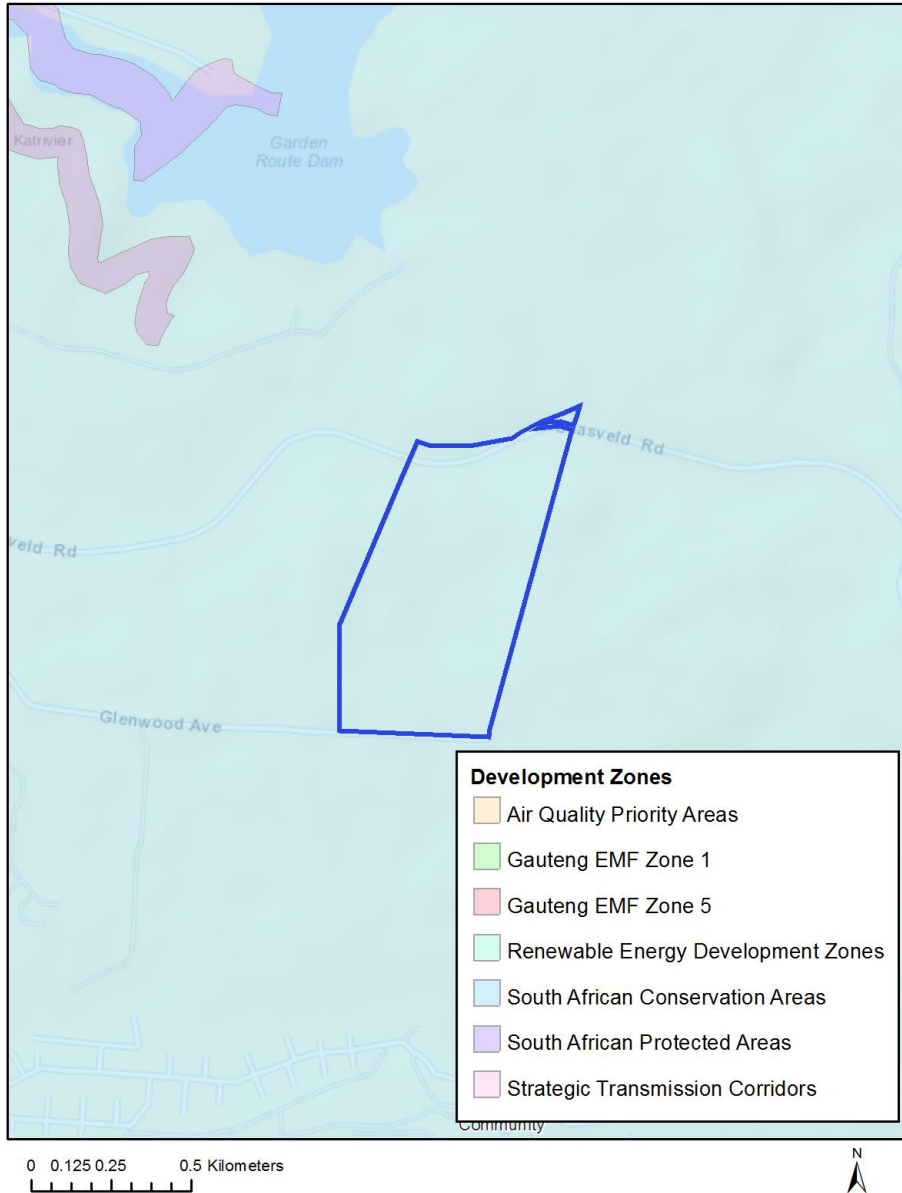 Katrivier
Garden
Route Dam
asveld Rd
veld Rd
Glenwood Ave
Development Zones
Air Quality Priority Areas
Gauteng EMF Zone 1
Gauteng EMF Zone 5
Renewable Energy Development Zones
South African Conservation Areas
South African Protected Areas
Strategic Transmission Corridors
Community
0 0.125 0.25 0.5 Kilometers
N